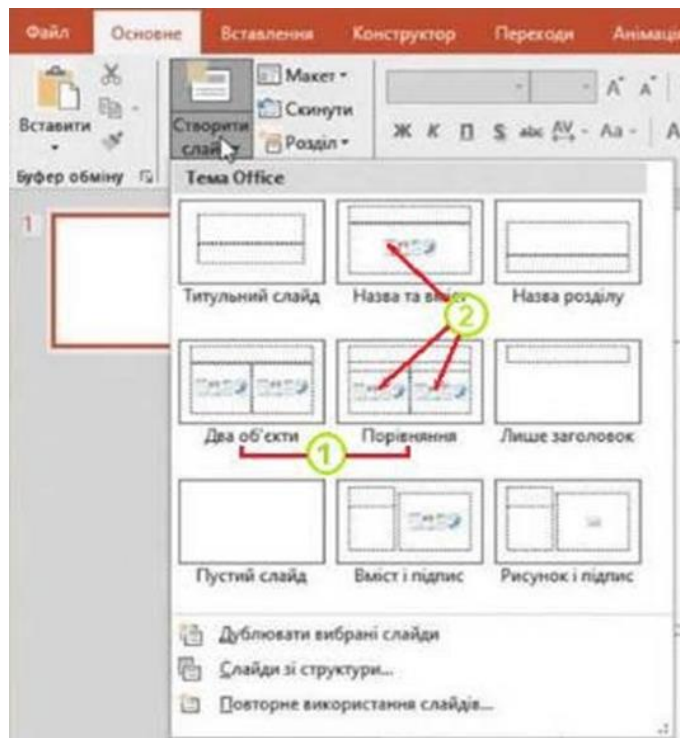 Файл Основне Вставлення Конструктор Переходи Анімаці
Макет
Скинути
Вставити Створити
слайд Розділ Ж К П S abc AV Aa A
Буфер обміну
Тема Office
1
Титульний слайд Назва та вміст Назва розділу
2
Два об'єкти Порівняння Лише заголовок
1
Пустий слайд Вміст і підпис Рисунок і підпис
Дублювати вибрані слайди
Слайди зі структури...
Повторне використання слайдів...